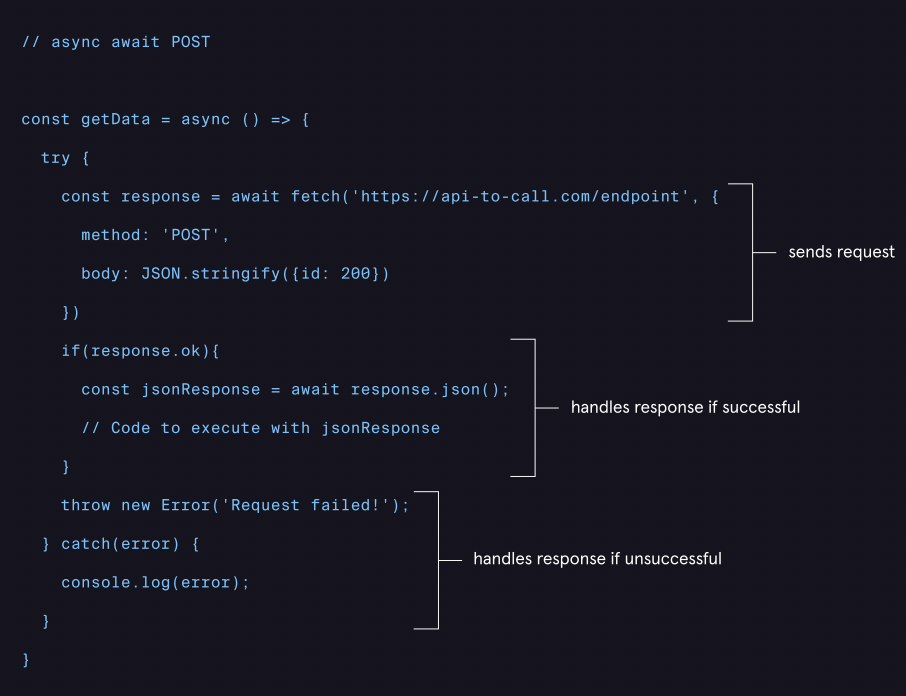 // async await POST
const getData = async () => {
try {
const response = await fetch('https://api-to-call.com/endpoint', {
method: 'POST',
body: JSON.stringify({id: 200})
})
sends request
if(response.ok){
const jsonResponse = await response.json();
// Code to execute with jsonResponse
}
handles response if successful
throw new Error('Request failed!');
} catch(error) {
console.log(error);
}
handles response if unsuccessful
}